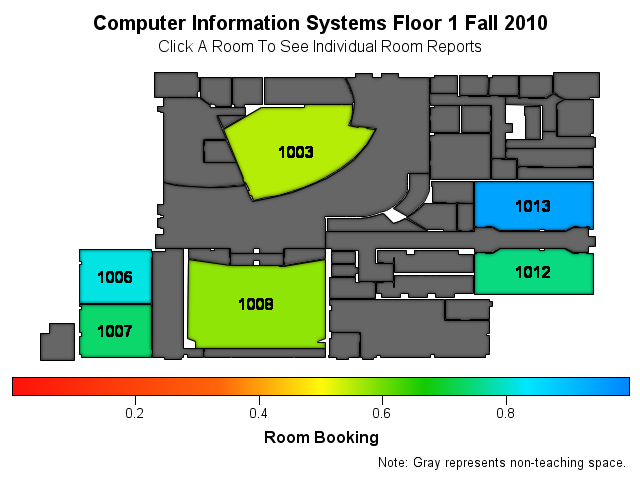 Computer Information Systems Floor 1 Fall 2010
Click A Room To See Individual Room Reports
1003
1013
1006
1012
1008
1007
0.2 0.4 0.6 0.8
Room Booking
Note: Gray represents non-teaching space.